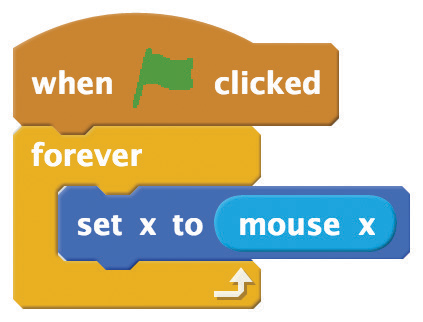 when clicked
forever
set x to mouse x